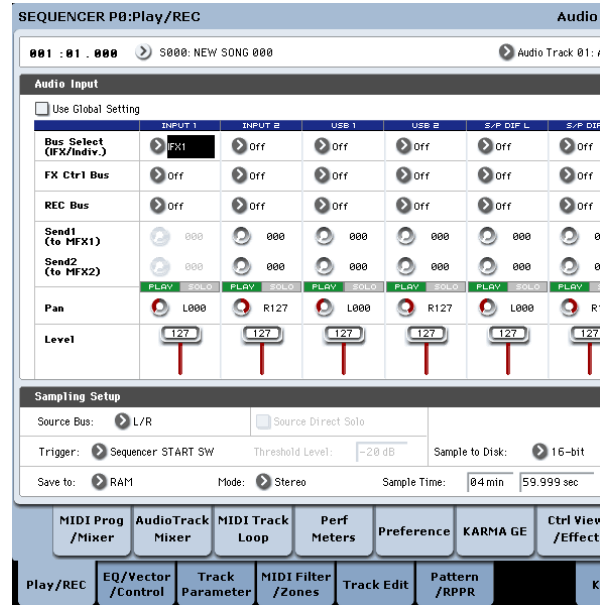 SEQUENCER P0:Play/REC Audio
001 :01 . 000 S000: NEW SONG 000 Audio Track 01:
Audio Input
Use Global Setting
INPUT 1 INPUT 2 USB 1 USB 2 S/P DIF L S/P DIF
Bus Select
(IFX/Indiv.) IFX1 Off Off Off Off Off
FX Ctrl Bus Off Off Off Off Off Off
REC Bus Off Off Off Off Off Off
Send1
(to MFX1) 000 000 000 000 000
Send2
(to MFX2) 000 000 000 000 000
PLAY SOLO PLAY SOLO PLAY SOLO PLAY SOLO PLAY SOLO PLAY
Pan L000 R127 L000 R127 L000
Level 127 127 127 127 127 127
Sampling Setup
Source Bus: L/R Source Direct Solo
Trigger: Sequencer START SW Threshold Level: -20 dB Sample to Disk: 16-bit
Save to: RAM Mode: Stereo Sample Time: 04 min 59.999 sec
MIDI Prog AudioTrack MIDI Track Perf Preference KARMA GE Ctrl View
/Mixer Mixer Loop Meters /Effect
Play/REC EQ/Vector Track MIDI Filter Track Edit Pattern K
/Control Parameter /Zones /RPPR